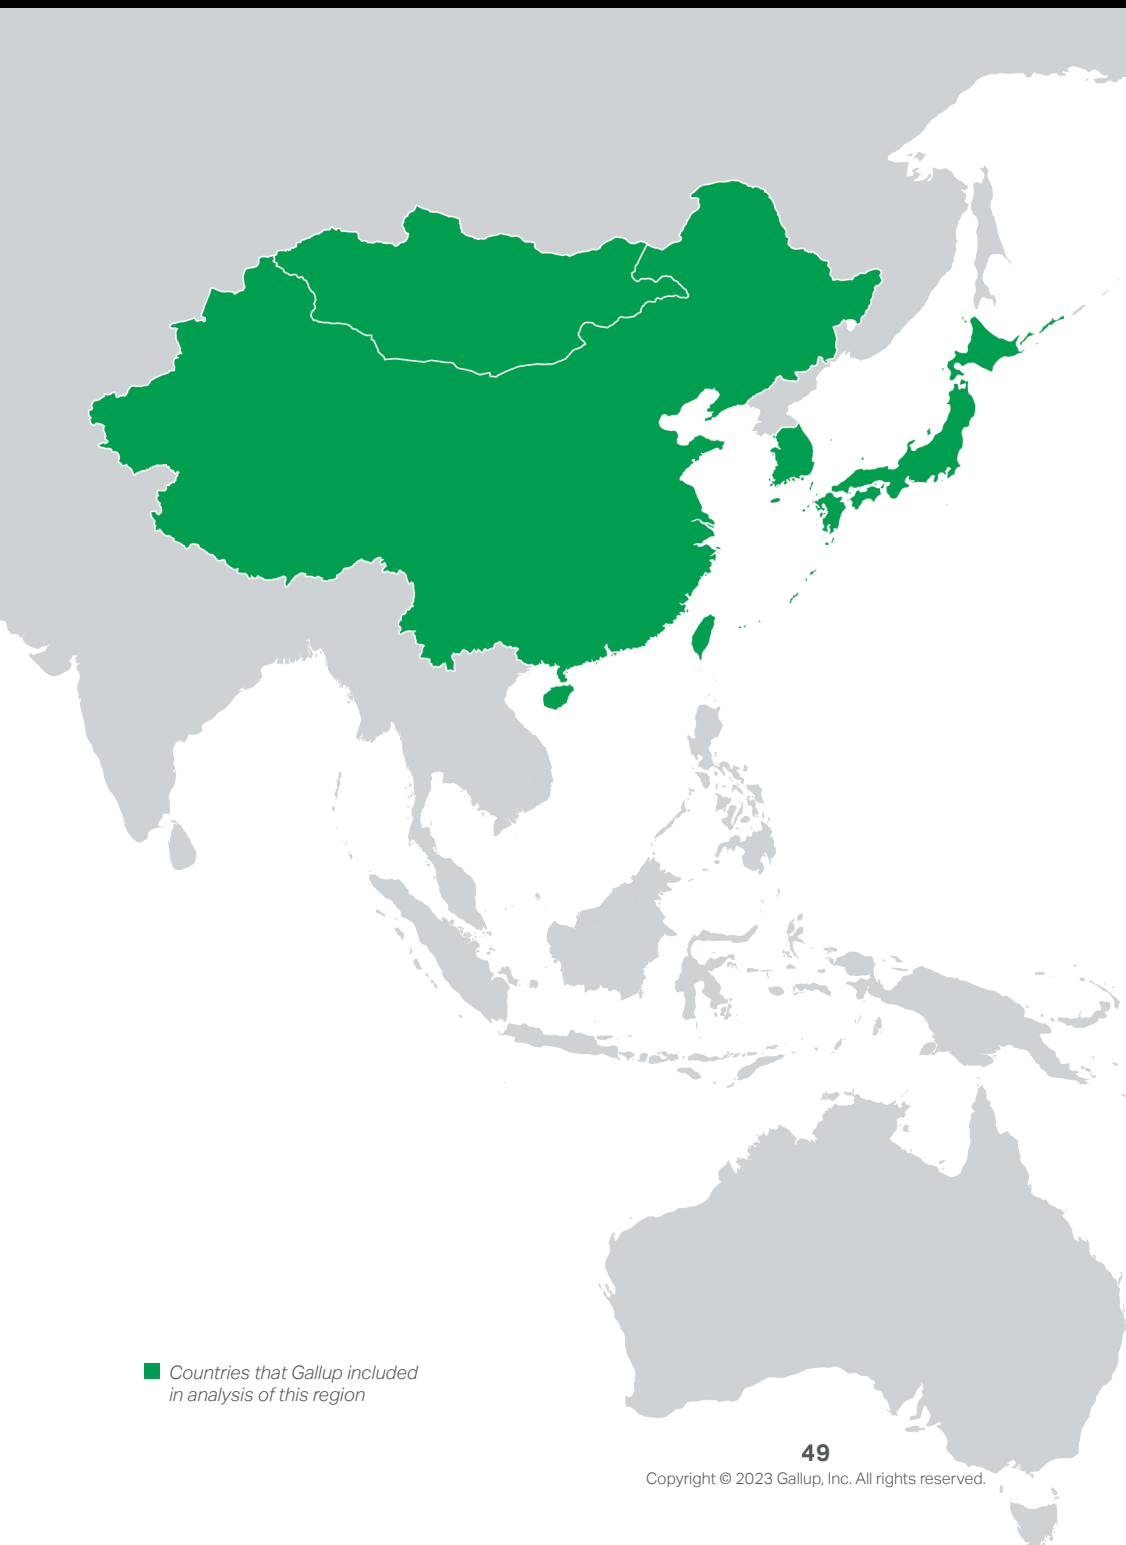 Countries that Gallup included
in analysis of this region
49
Copyright © 2023 Gallup, Inc. All rights reserved.